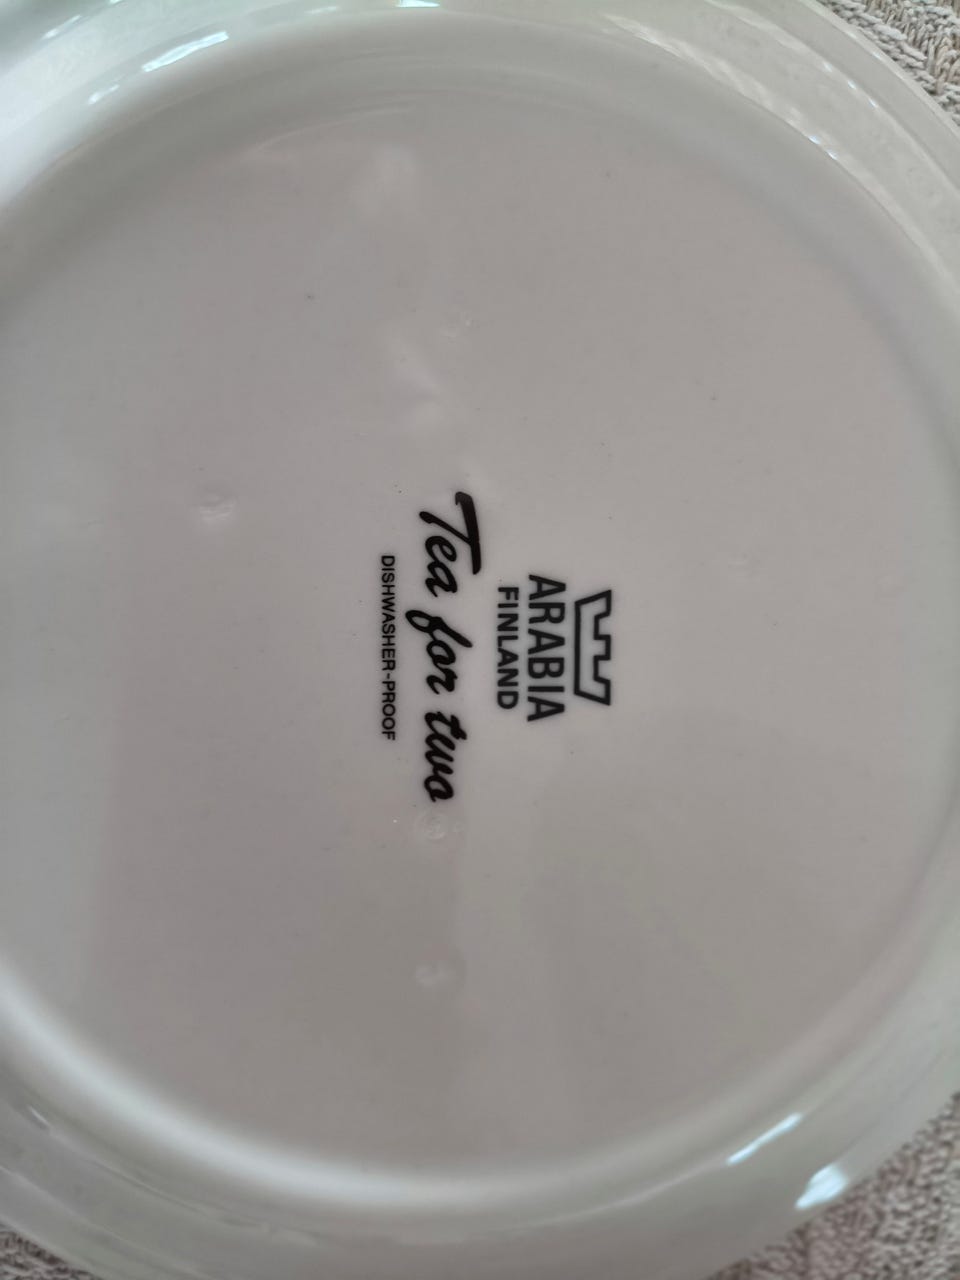 ARABIA
FINLAND
Tea for two
DISHWASHER-PROOF